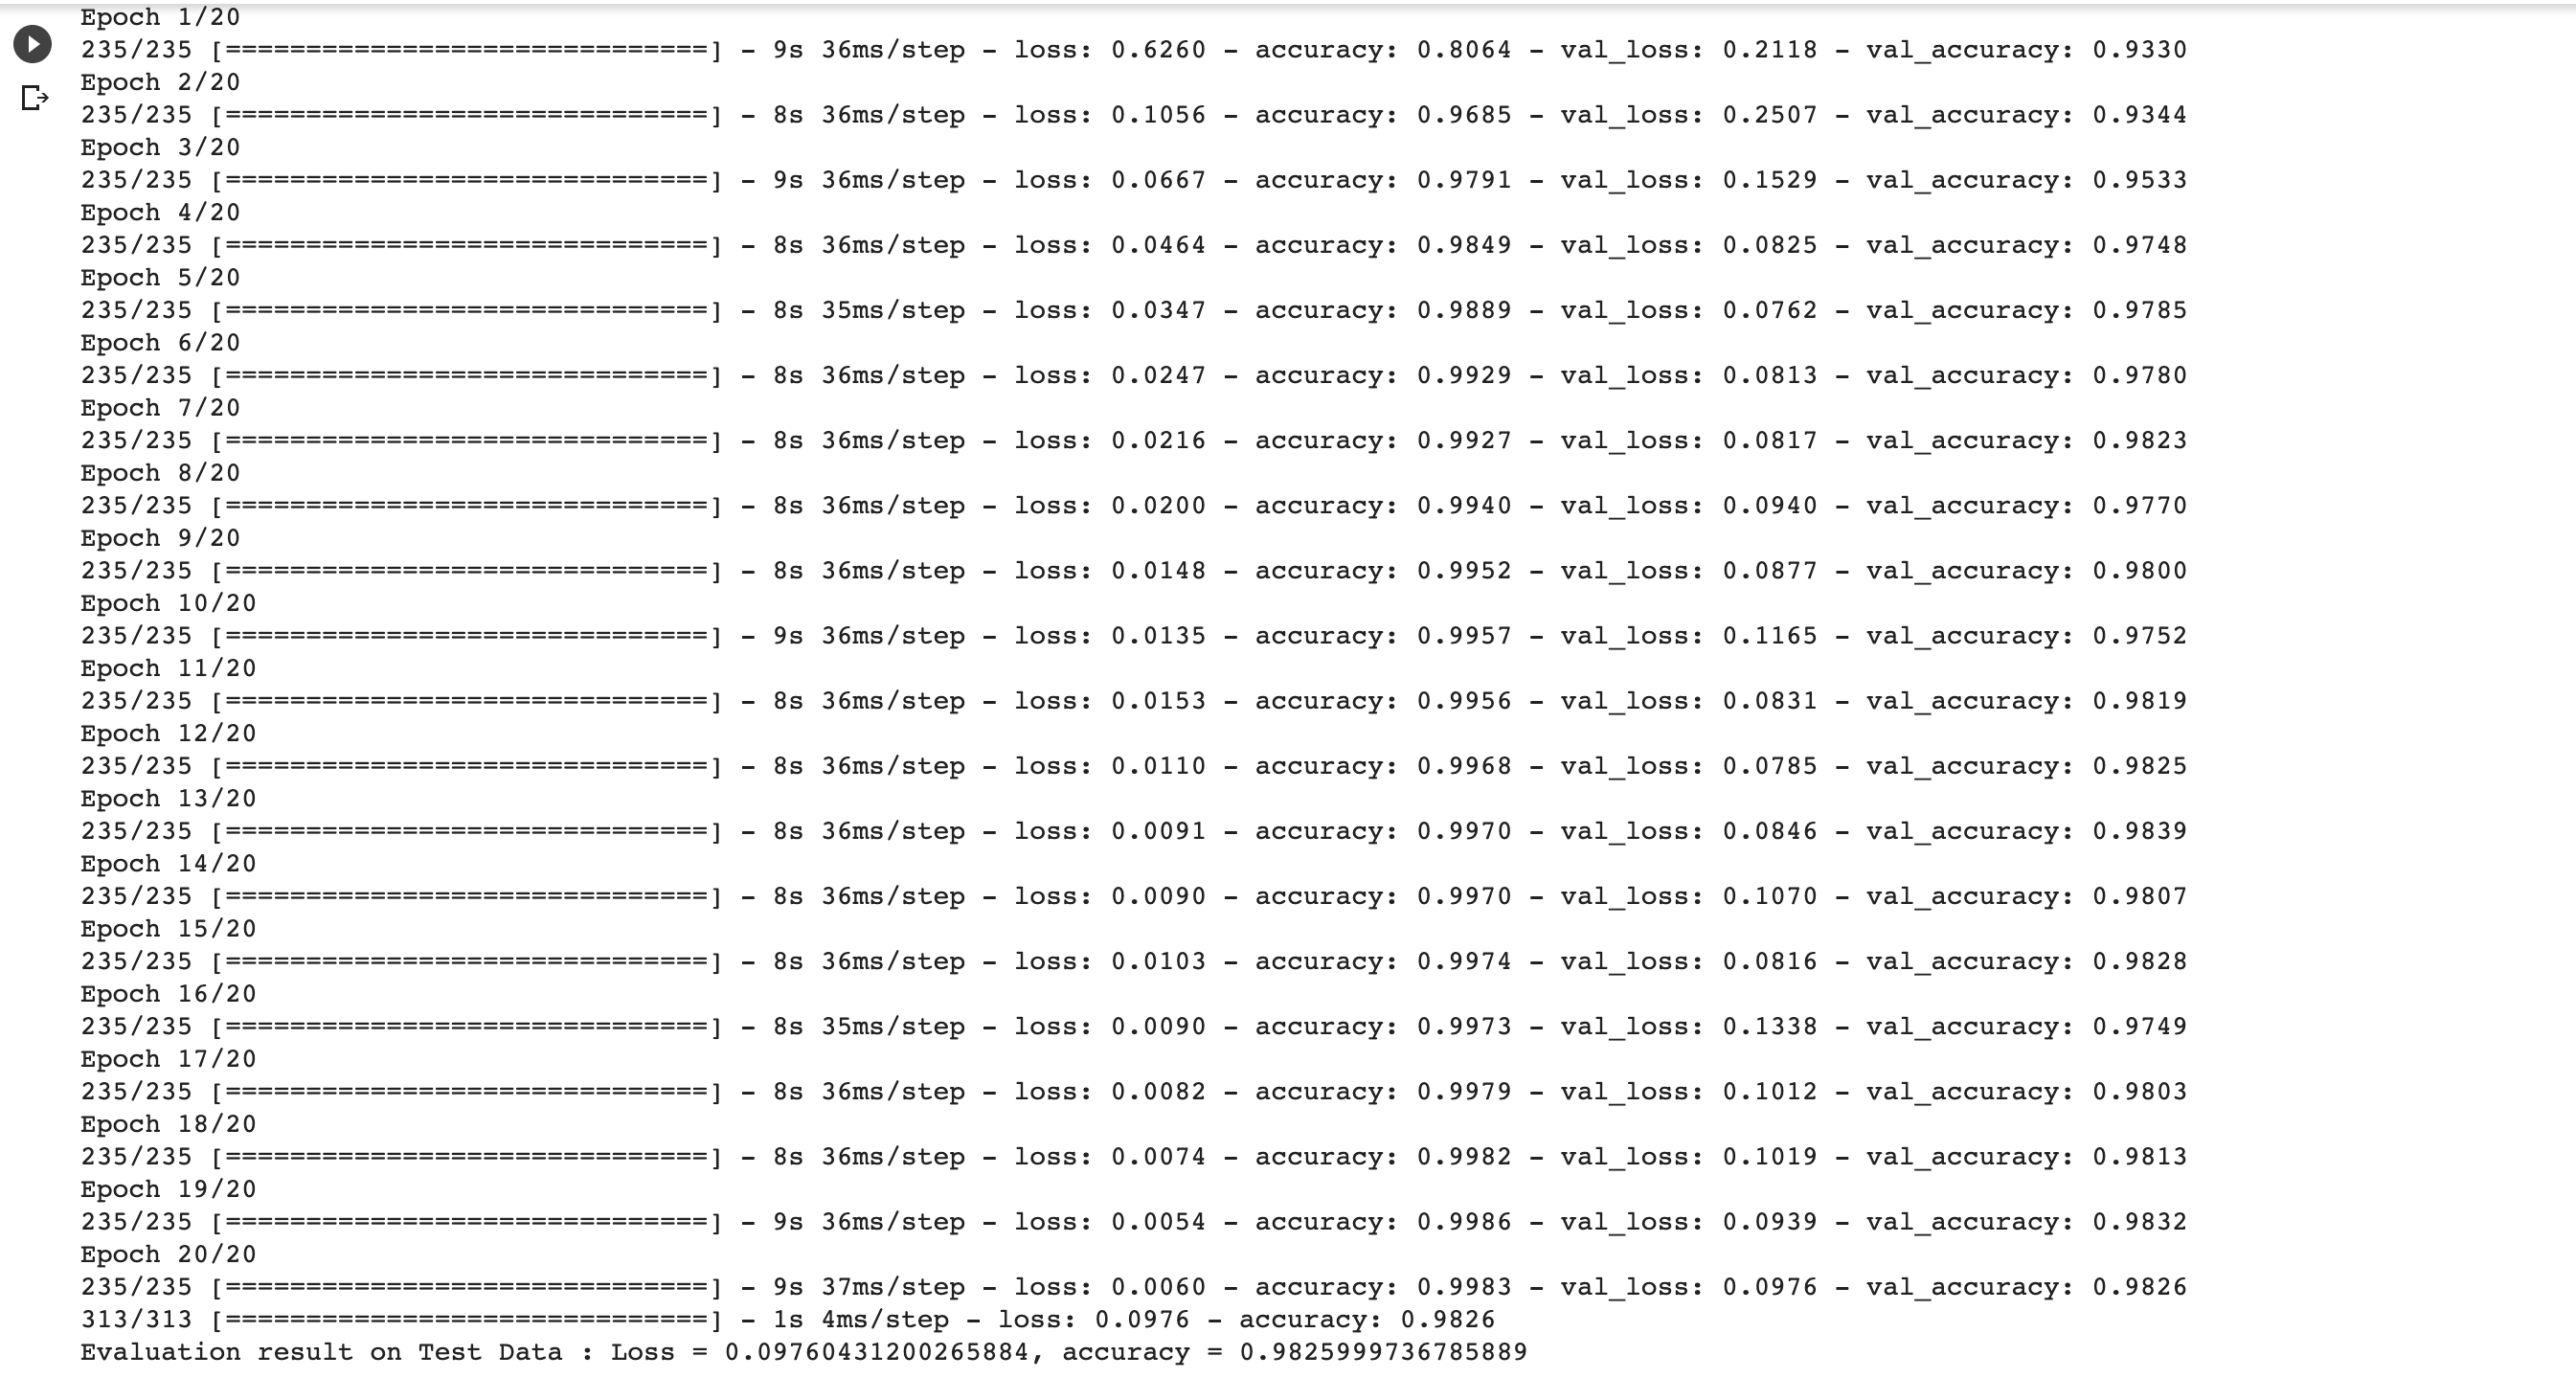 Epoch 1/20
235/235 [==============================] - 9s 36ms/step - loss: 0.6260 - accuracy: 0.8064 - val_loss: 0.2118 - val_accuracy: 0.9330
Epoch 2/20
235/235 [==============================] - 8s 36ms/step - loss: 0.1056 - accuracy: 0.9685 - val_loss: 0.2507 - val_accuracy: 0.9344
Epoch 3/20
235/235 [==============================] - 9s 36ms/step - loss: 0.0667 - accuracy: 0.9791 - val_loss: 0.1529 - val_accuracy: 0.9533
Epoch 4/20
235/235 [==============================] - 8s 36ms/step - loss: 0.0464 - accuracy: 0.9849 - val_loss: 0.0825 - val_accuracy: 0.9748
Epoch 5/20
235/235 [==============================] - 8s 35ms/step - loss: 0.0347 - accuracy: 0.9889 - val_loss: 0.0762 - val_accuracy: 0.9785
Epoch 6/20
235/235 [==============================] - 8s 36ms/step - loss: 0.0247 - accuracy: 0.9929 - val_loss: 0.0813 - val_accuracy: 0.9780
Epoch 7/20
235/235 [==============================] - 8s 36ms/step - loss: 0.0216 - accuracy: 0.9927 - val_loss: 0.0817 - val_accuracy: 0.9823
Epoch 8/20
235/235 [==============================] - 8s 36ms/step - loss: 0.0200 - accuracy: 0.9940 - val_loss: 0.0940 - val_accuracy: 0.9770
Epoch 9/20
235/235 [==============================] - 8s 36ms/step - loss: 0.0148 - accuracy: 0.9952 - val_loss: 0.0877 - val_accuracy: 0.9800
Epoch 10/20
235/235 [==============================] - 9s 36ms/step - loss: 0.0135 - accuracy: 0.9957 - val_loss: 0.1165 - val_accuracy: 0.9752
Epoch 11/20
235/235 [==============================] - 8s 36ms/step - loss: 0.0153 - accuracy: 0.9956 - val_loss: 0.0831 - val_accuracy: 0.9819
Epoch 12/20
235/235 [==============================] - 8s 36ms/step - loss: 0.0110 - accuracy: 0.9968 - val_loss: 0.0785 - val_accuracy: 0.9825
Epoch 13/20
235/235 [==============================] - 8s 36ms/step - loss: 0.0091 - accuracy: 0.9970 - val_loss: 0.0846 - val_accuracy: 0.9839
Epoch 14/20
235/235 [==============================] - 8s 36ms/step - loss: 0.0090 - accuracy: 0.9970 - val_loss: 0.1070 - val_accuracy: 0.9807
Epoch 15/20
235/235 [==============================] - 8s 36ms/step - loss: 0.0103 - accuracy: 0.9974 - val_loss: 0.0816 - val_accuracy: 0.9828
Epoch 16/20
235/235 [==============================] - 8s 35ms/step - loss: 0.0090 - accuracy: 0.9973 - val_loss: 0.1338 - val_accuracy: 0.9749
Epoch 17/20
235/235 [==============================] - 8s 36ms/step - loss: 0.0082 - accuracy: 0.9979 - val_loss: 0.1012 - val_accuracy: 0.9803
Epoch 18/20
235/235 [==============================] - 8s 36ms/step - loss: 0.0074 - accuracy: 0.9982 - val_loss: 0.1019 - val_accuracy: 0.9813
Epoch 19/20
235/235 [==============================] - 9s 36ms/step - loss: 0.0054 - accuracy: 0.9986 - val_loss: 0.0939 - val_accuracy: 0.9832
Epoch 20/20
235/235 [==============================] - 9s 37ms/step - loss: 0.0060 - accuracy: 0.9983 - val_loss: 0.0976 - val_accuracy: 0.9826
313/313 [==============================] - 1s 4ms/step - loss: 0.0976 - accuracy: 0.9826
Evaluation result on Test Data : Loss = 0.09760431200265884, accuracy = 0.9825999736785889